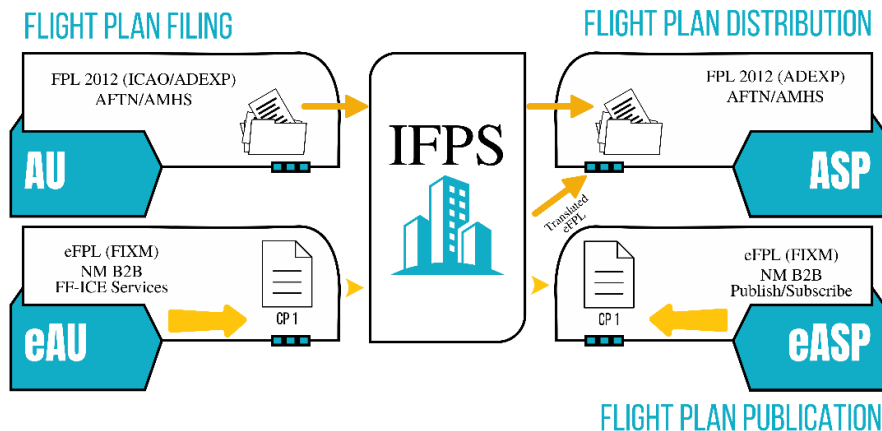 FLIGHT PLAN FILING
FPL 2012 (ICAO/ADEXP)
AFTN/AMHS
AU
eFPL (FIXM)
NM B2B
FF-ICE Services
CP 1
eAU
IFPS
Translated
eFPL
FLIGHT PLAN DISTRIBUTION
FPL 2012 (ADEXP)
AFTN/AMHS
ASP
eFPL (FIXM)
NM B2B
Publish/Subscribe
CP 1
eASP
FLIGHT PLAN PUBLICATION